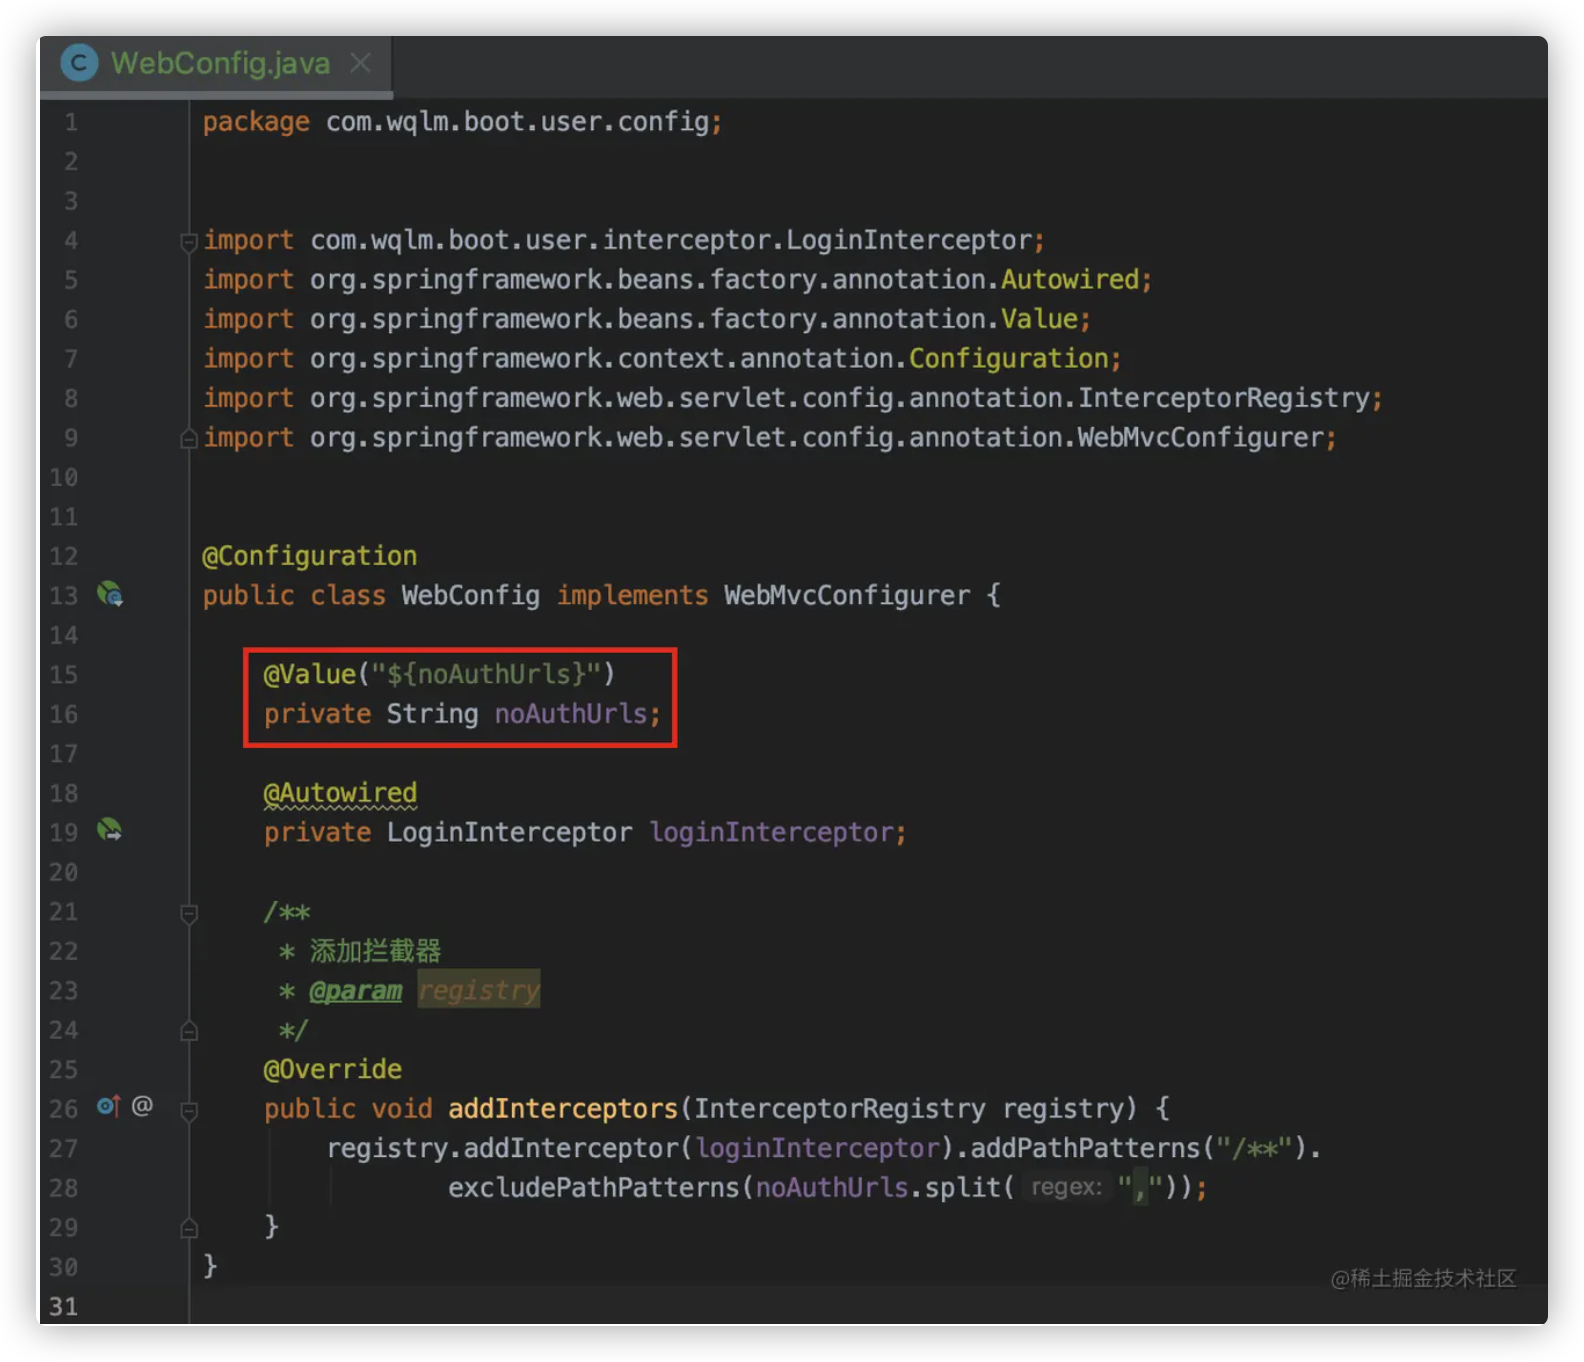 WebConfig.java
1 package com.wqlm.boot.user.config;
2
3
4 import com.wqlm.boot.user.interceptor.LoginInterceptor;
5 import org.springframework.beans.factory.annotation.Autowired;
6 import org.springframework.beans.factory.annotation.Value;
7 import org.springframework.context.annotation.Configuration;
8 import org.springframework.web.servlet.config.annotation.InterceptorRegistry;
9 import org.springframework.web.servlet.config.annotation.WebMvcConfigurer;
10
11
12 @Configuration
13 public class WebConfig implements WebMvcConfigurer {
14
15 @Value("${noAuthUrls}")
16 private String noAuthUrls;
17
18 @Autowired
19 private LoginInterceptor loginInterceptor;
20
21 /**
22 * 添加拦截器
23 * @param registry
24 */
25 @Override
26 public void addInterceptors(InterceptorRegistry registry) {
27 registry.addInterceptor(loginInterceptor).addPathPatterns("/**").
28 excludePathPatterns(noAuthUrls.split( regex: ","));
29 }
30 }
31
@稀土掘金技术社区